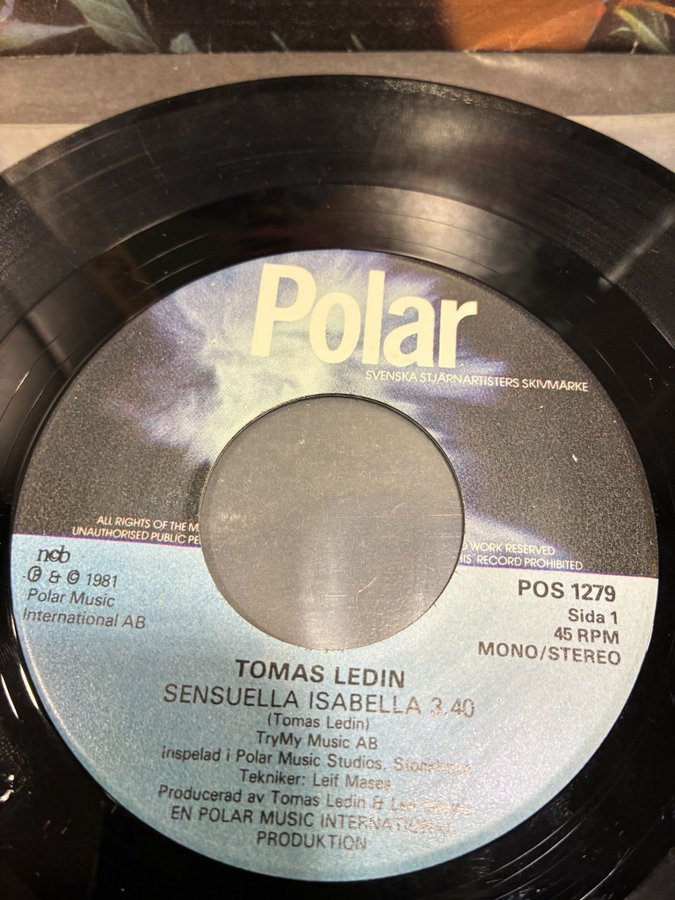 Polar
SVENSKA STJÄRNARTISTERS SKIVMÄRKE
ALL RIGHTS OF THE M
UNAUTHORISED PUBLIC PE
D WORK RESERVED
IS' RECORD PROHIBITED
ncb
Ⓟ & © 1981
Polar Music
International AB
POS 1279
Sida 1
45 RPM
MONO/STEREO
TOMAS LEDIN
SENSUELLA ISABELLA 3.40
(Tomas Ledin)
TryMy Music AB
Inspelad i Polar Music Studios, Stockholm
Tekniker: Leif Mases
Producerad av Tomas Ledin & Leif Mases
EN POLAR MUSIC INTERNATIONAL
PRODUKTION